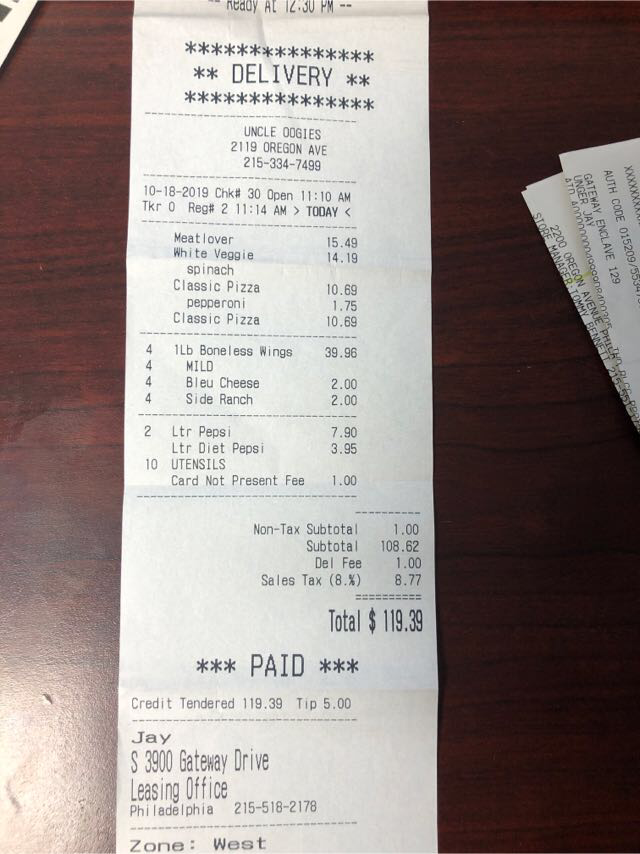 -- Ready At 12:30 PM --
***************
** DELIVERY **
***************
UNCLE OOGIES
2119 OREGON AVE
215-334-7499
10-18-2019 Chk# 30 Open 11:10 AM
Tkr 0 Reg# 2 11:14 AM > TODAY <
Meatlover 15.49
White Veggie 14.19
spinach
Classic Pizza 10.69
pepperoni 1.75
Classic Pizza 10.69
4 1Lb Boneless Wings 39.96
4 MILD
4 Bleu Cheese 2.00
4 Side Ranch 2.00
2 Ltr Pepsi 7.90
Ltr Diet Pepsi 3.95
10 UTENSILS
Card Not Present Fee 1.00
Non-Tax Subtotal 1.00
Subtotal 108.62
Del Fee 1.00
Sales Tax (8.%) 8.77
Total $ 119.39
*** PAID ***
Credit Tendered 119.39 Tip 5.00
Jay
S 3900 Gateway Drive
Leasing Office
Philadelphia 215-518-2178
Zone: West
AUTH CODE 015209/5534
GATEWAY ENCLAVE 129
UNGER JAY
2200 OREGON AVENUE
STORE MANAGER TOMMY BENNETT